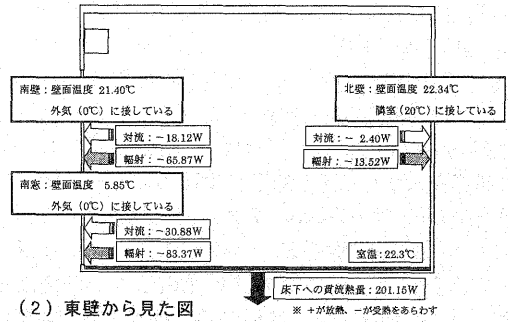 南壁：壁面温度 21.40℃
外気（0℃）に接している
対流：－18.12W
輻射：－65.87W
南窓：壁面温度 5.85℃
外気（0℃）に接している
対流：－30.88W
輻射：－83.37W
北壁：壁面温度 22.34℃
隣室（20℃）に接している
対流：－ 2.40W
輻射：－13.52W
室温：22.3℃
床下への貫流熱量：201.15W
※ ＋が放熱、－が受熱をあらわす
（2）東壁から見た図